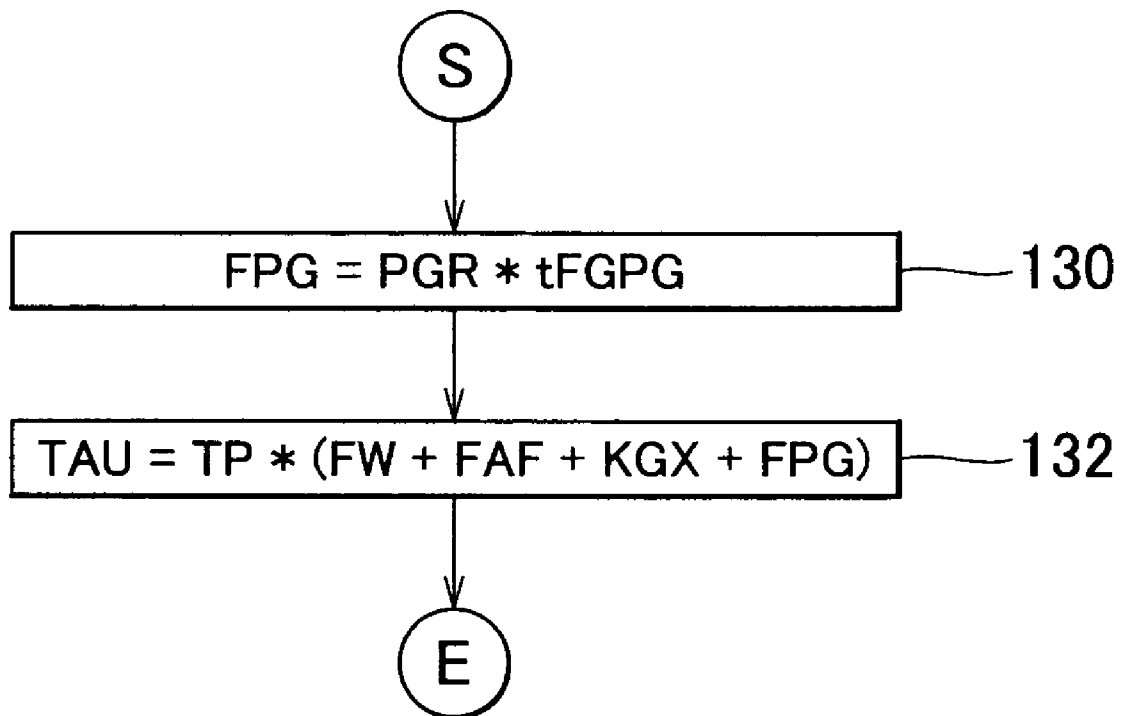 S
FPG = PGR * tFGPG
130
TAU = TP * (FW + FAF + KGX + FPG)
132
E